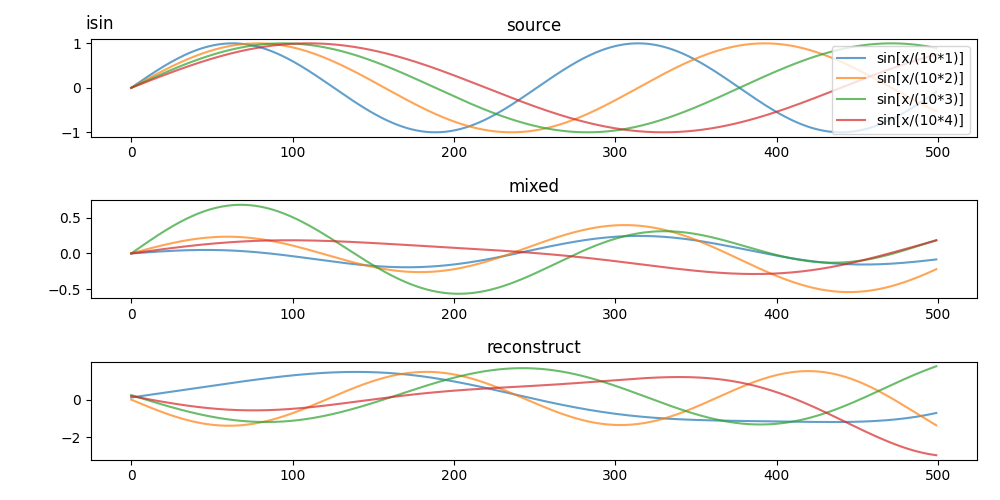 isin
source
1
0
−1
sin[x/(10*1)]
sin[x/(10*2)]
sin[x/(10*3)]
sin[x/(10*4)]
0 100 200 300 400 500
mixed
0.5
0.0
−0.5
0 100 200 300 400 500
reconstruct
0
−2
0 100 200 300 400 500